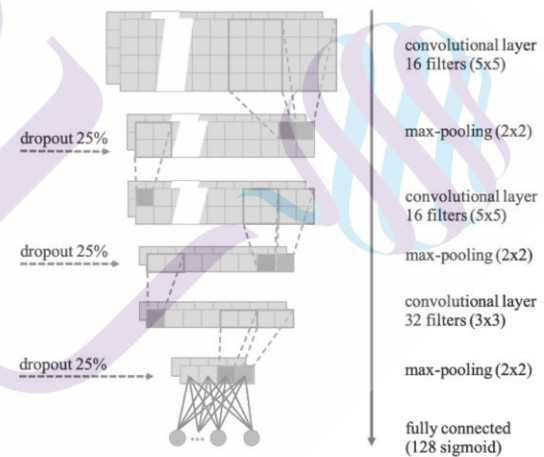 convolutional layer
16 filters (5x5)
dropout 25%
max-pooling (2x2)
convolutional layer
16 filters (5x5)
dropout 25%
max-pooling (2x2)
convolutional layer
32 filters (3x3)
dropout 25%
max-pooling (2x2)
...
fully connected
(128 sigmoid)